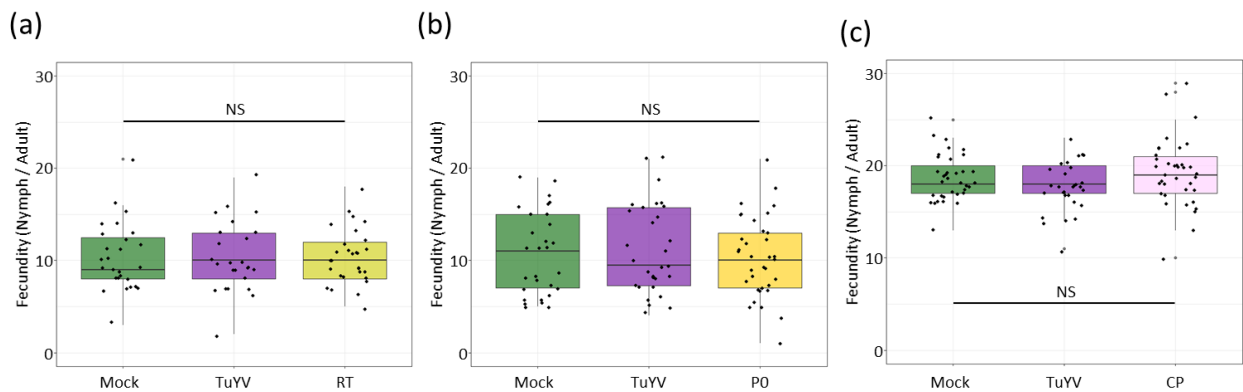 (a)
Fecundity (Nymph / Adult)
30
20
10
0
NS
Mock TuYV RT
(b)
Fecundity (Nymph / Adult)
30
20
10
0
NS
Mock TuYV P0
(c)
Fecundity (Nymph / Adult)
30
20
10
0
NS
Mock TuYV CP